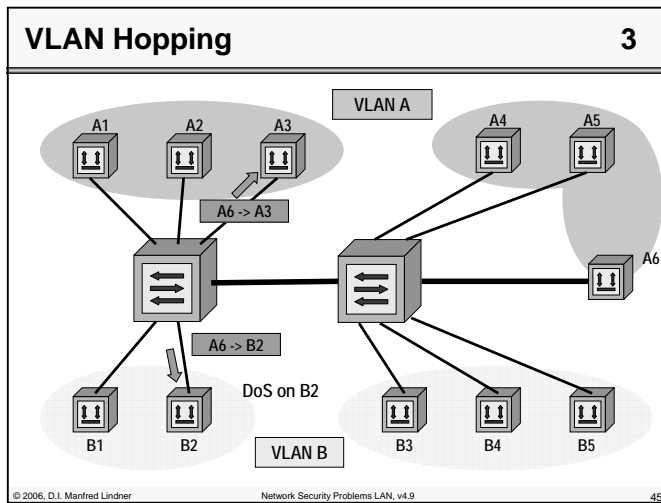 VLAN Hopping 3
VLAN A
A1 A2 A3 A4 A5
A6 -> A3
A6
A6 -> B2
DoS on B2
B1 B2 B3 B4 B5
VLAN B
© 2006, D.I. Manfred Lindner Network Security Problems LAN, v4.9 45